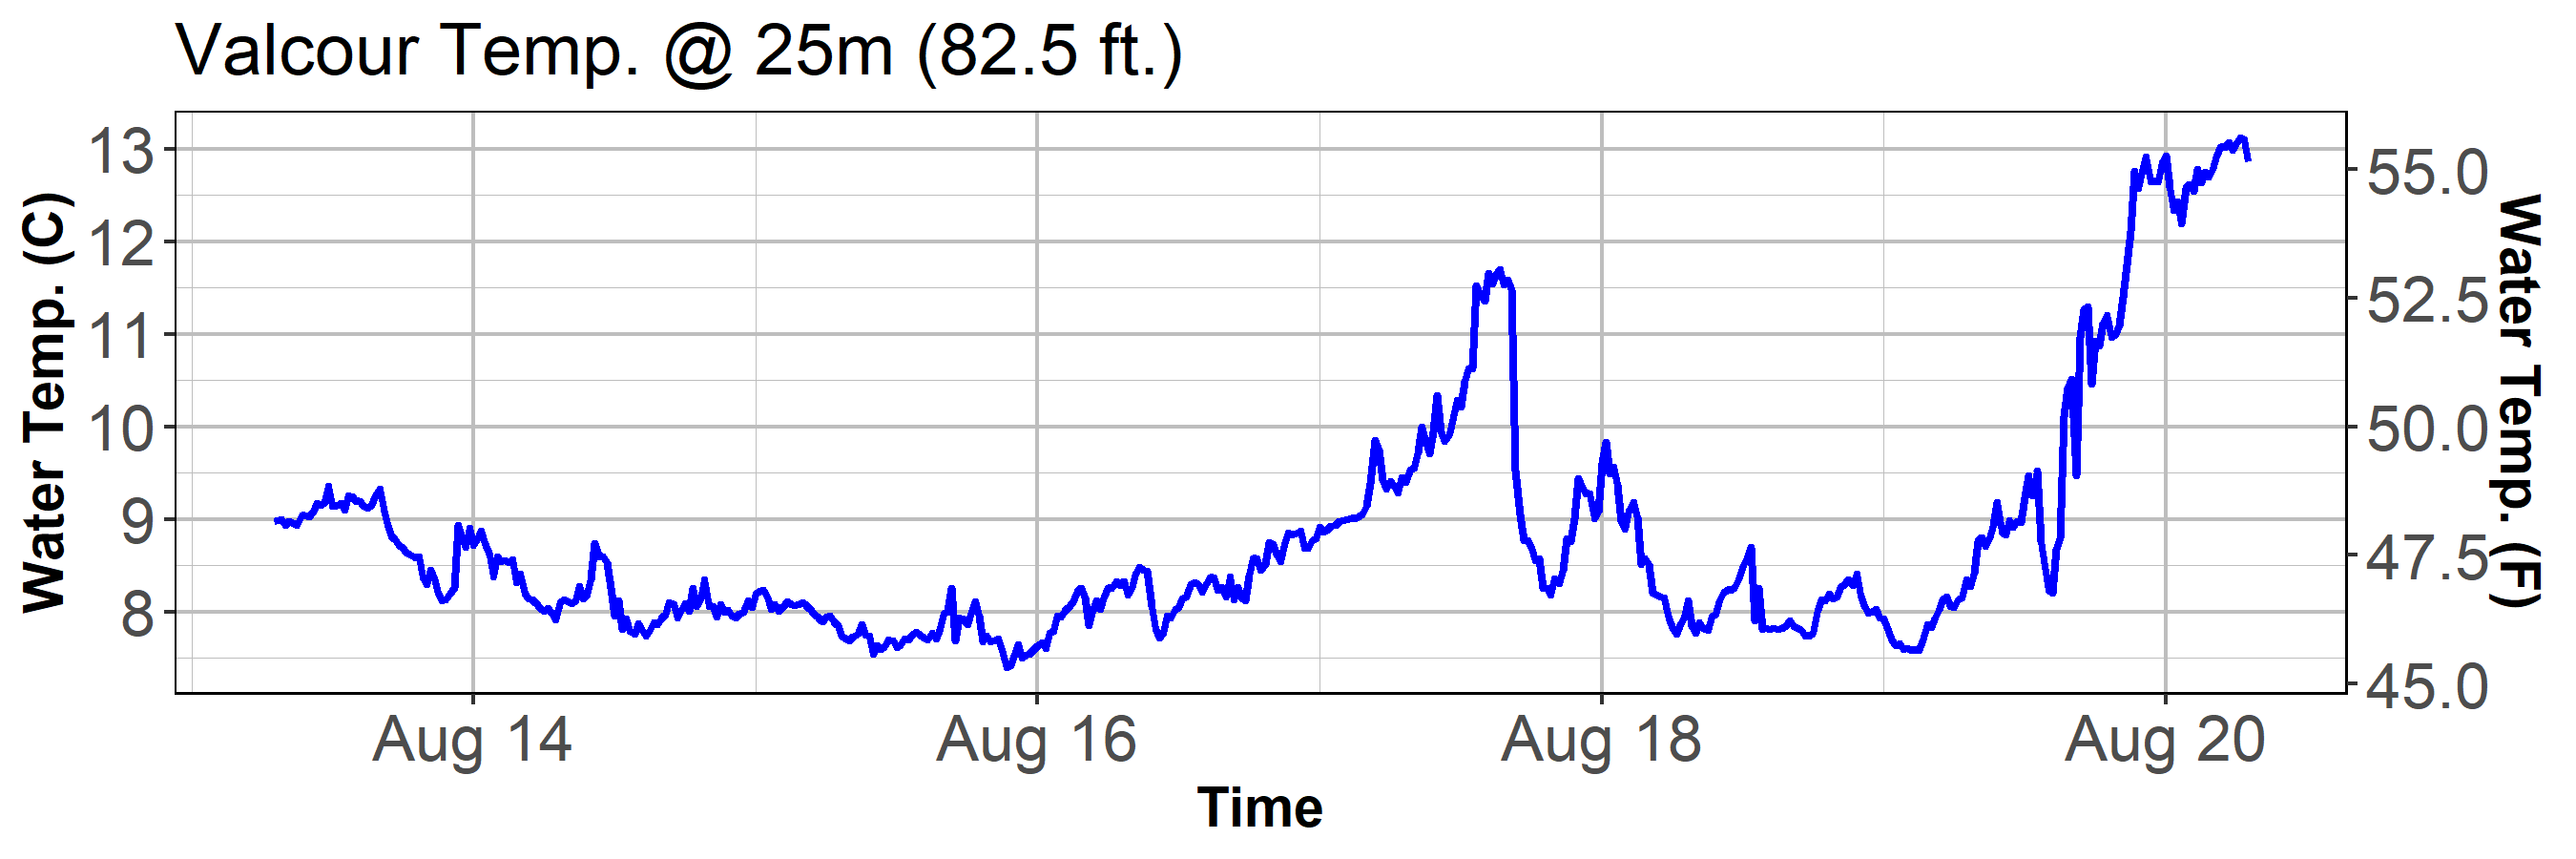 Valcour Temp. @ 25m (82.5 ft.)
Water Temp. (C)
13
12
11
10
9
8
55.0
52.5
50.0
47.5
45.0
Water Temp. (F)
Aug 14
Aug 16
Aug 18
Aug 20
Time